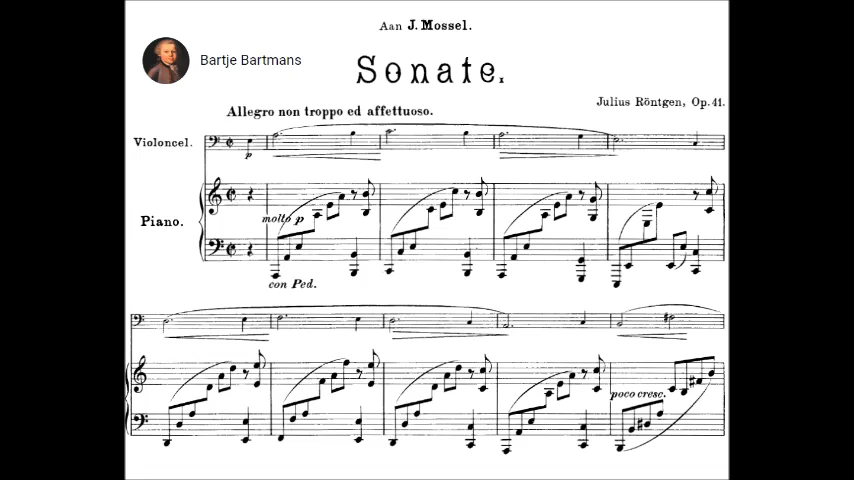 Aan J. Mossel.
Bartje Bartmans
Sonate.
Julius Röntgen, Op. 41.
Allegro non troppo ed affettuoso.
Violoncel.
p
Piano.
molto p
con Ped.
poco cresc.